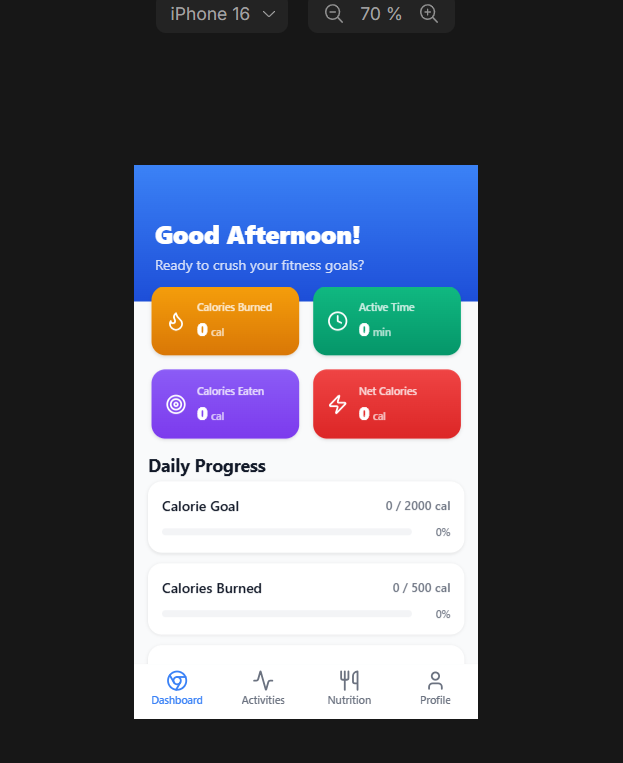 iPhone 16
70 %
Good Afternoon!
Ready to crush your fitness goals?
Calories Burned
0 cal
Active Time
0 min
Calories Eaten
0 cal
Net Calories
0 cal
Daily Progress
Calorie Goal
0 / 2000 cal
0%
Calories Burned
0 / 500 cal
0%
Dashboard
Activities
Nutrition
Profile